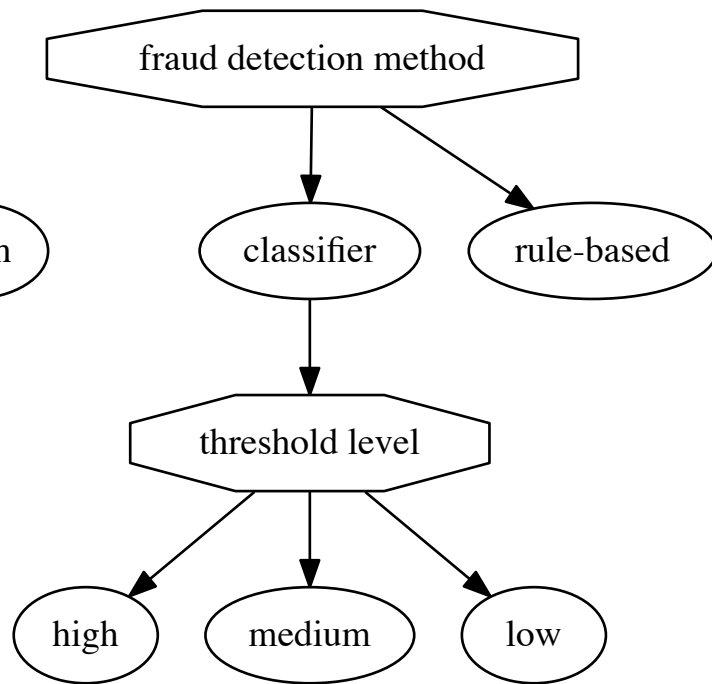 fraud detection method
classifier
rule-based
threshold level
high
medium
low